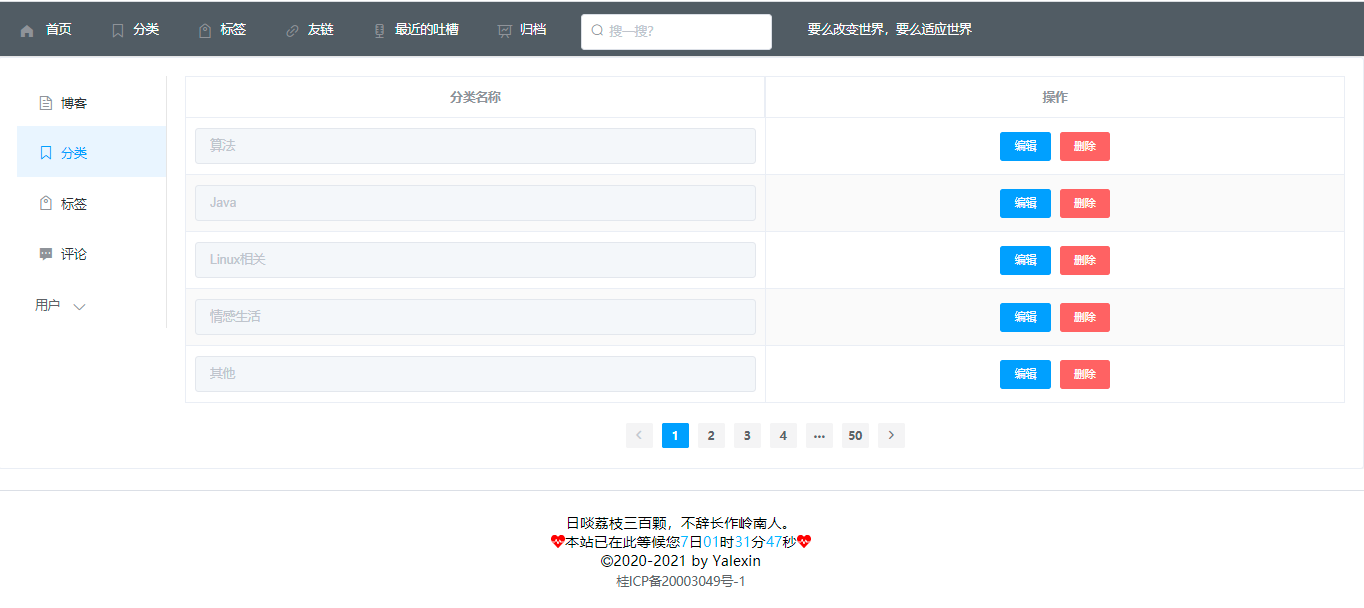 首页 分类 标签 友链 最近的吐槽 归档 搜一搜? 要么改变世界，要么适应世界
博客
分类
标签
评论
用户
分类名称 操作
算法 编辑 删除
Java 编辑 删除
Linux相关 编辑 删除
情感生活 编辑 删除
其他 编辑 删除
1 2 3 4 ··· 50
日啖荔枝三百颗，不辞长作岭南人。
本站已在此等候您7日01时31分47秒
©2020-2021 by Yalexin
桂ICP备20003049号-1